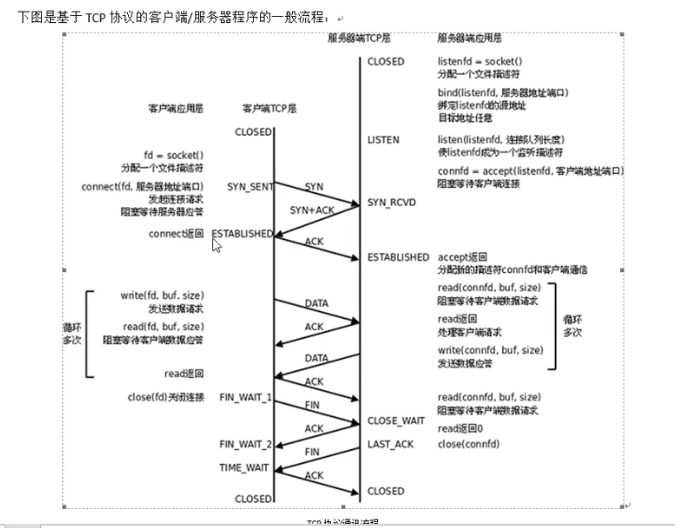 下图是基于 TCP 协议的客户端/服务器程序的一般流程：
服务器端TCP层
服务器端应用层
CLOSED
listenfd = socket()
分配一个文件描述符
bind(listenfd, 服务器地址端口)
绑定listenfd的源地址
目标地址任意
客户端应用层
客户端TCP层
CLOSED
LISTEN
listen(listenfd, 连接队列长度)
使listenfd成为一个监听描述符
fd = socket()
分配一个文件描述符
connfd = accept(listenfd, 客户端地址端口)
阻塞等待客户端连接
connect(fd, 服务器地址端口)
发起连接请求
阻塞等待服务器应答
SYN_SENT
SYN
SYN_RCVD
SYN+ACK
connect返回
ESTABLISHED
ACK
ESTABLISHED
accept返回
分配新的描述符connfd和客户端通信
循环
多次
write(fd, buf, size)
发送数据请求
DATA
read(connfd, buf, size)
阻塞等待客户端数据请求
read(fd, buf, size)
阻塞等待客户端数据应答
ACK
read返回
处理客户端请求
循环
多次
DATA
write(connfd, buf, size)
发送数据应答
read返回
ACK
close(fd)关闭连接
FIN_WAIT_1
FIN
read(connfd, buf, size)
阻塞等待客户端数据请求
CLOSE_WAIT
read返回0
ACK
FIN_WAIT_2
LAST_ACK
close(connfd)
FIN
TIME_WAIT
ACK
CLOSED
CLOSED
TCP 协议通讯流程